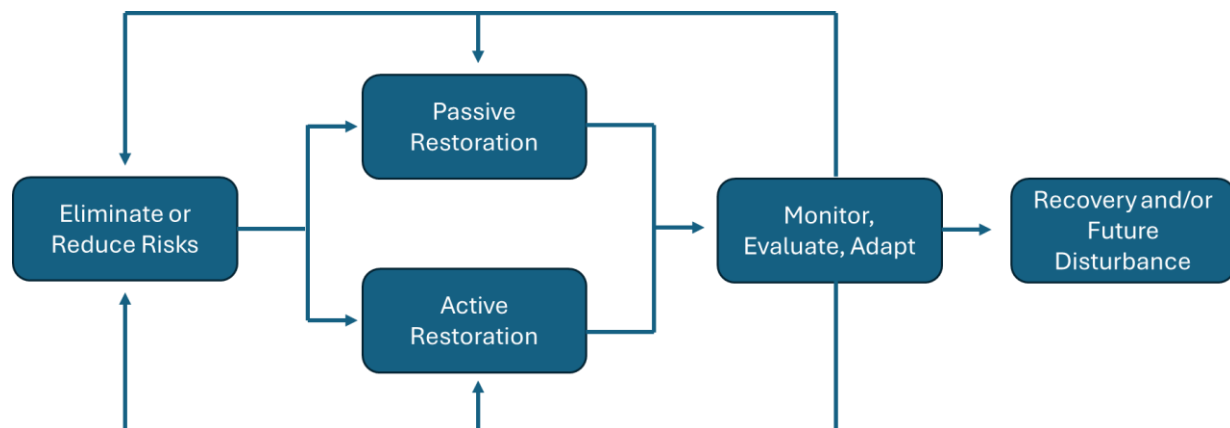 Passive
Restoration
Eliminate or
Reduce Risks
Monitor,
Evaluate, Adapt
Recovery and/or
Future
Disturbance
Active
Restoration